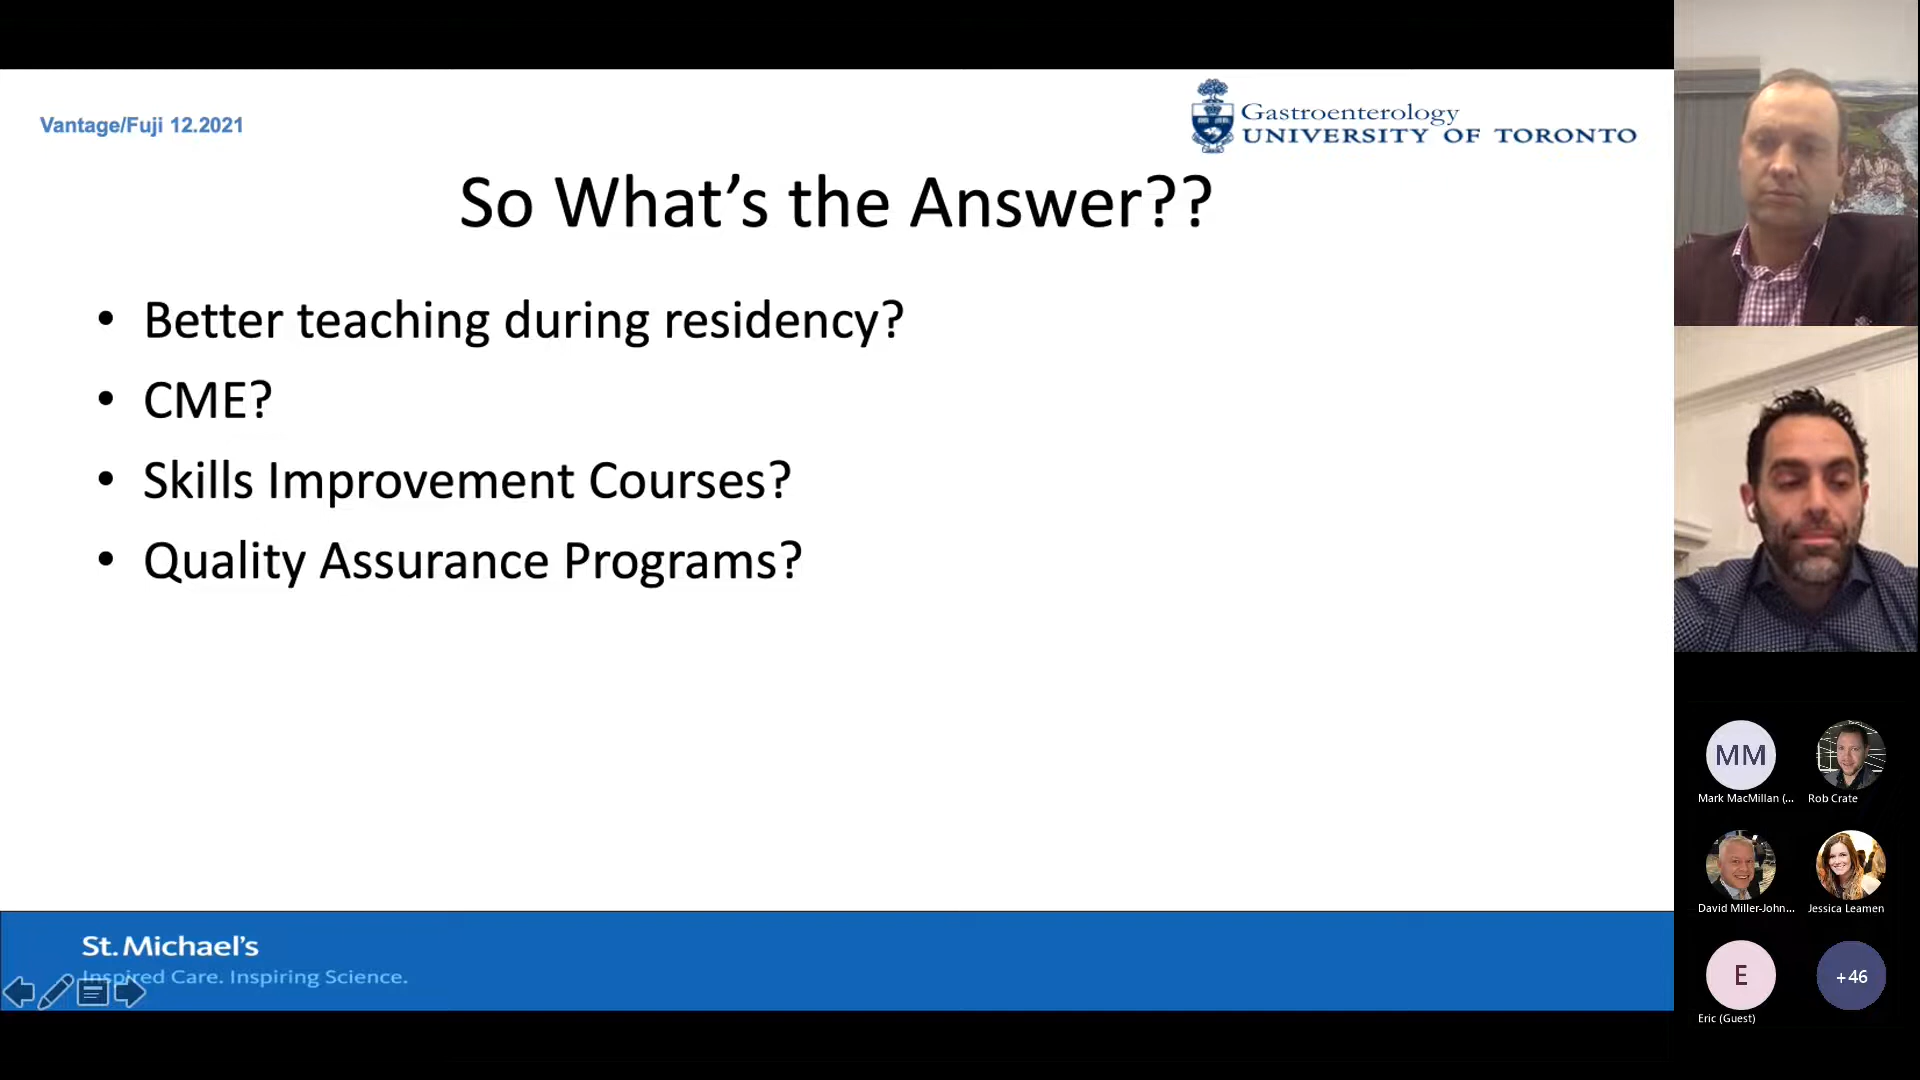 Vantage/Fuji 12.2021
Gastroenterology
UNIVERSITY OF TORONTO
So What's the Answer??
• Better teaching during residency?
• CME?
• Skills Improvement Courses?
• Quality Assurance Programs?
St. Michael's
Inspired Care. Inspiring Science.
MM
Mark MacMillan (...
Rob Crate
David Miller-John...
Jessica Leamen
E
Eric (Guest)
+46